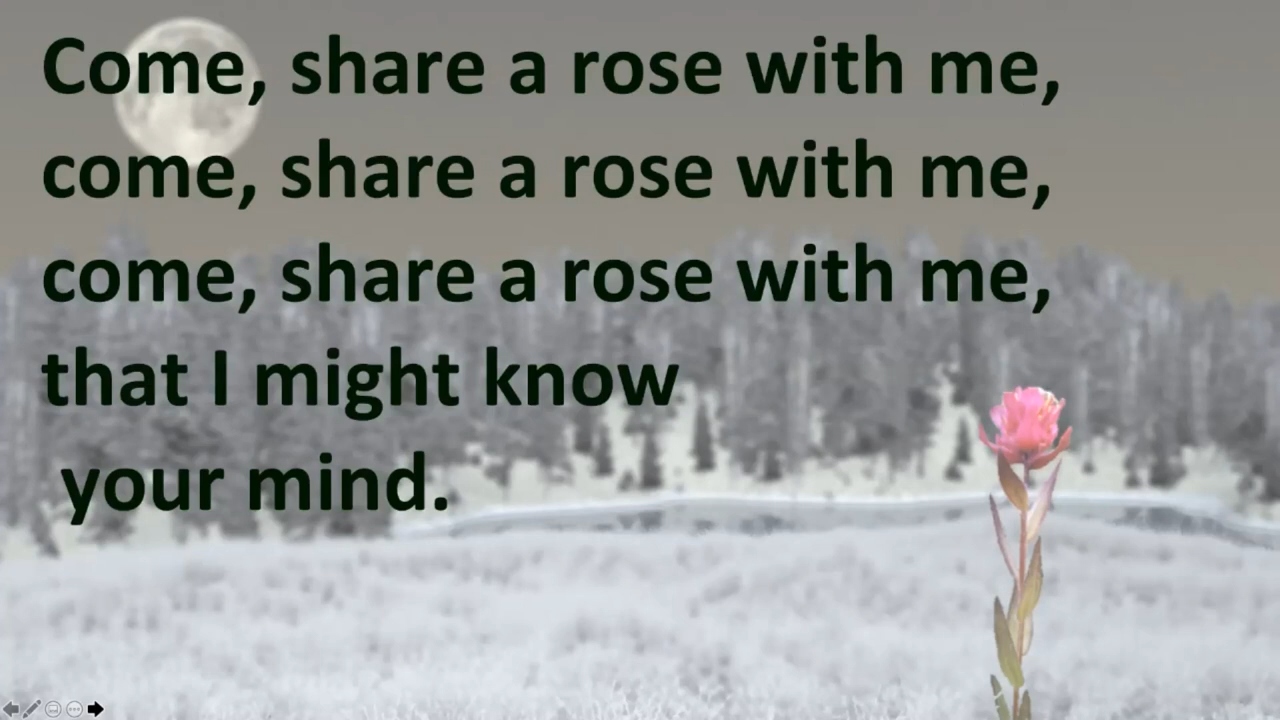 Come, share a rose with me,
come, share a rose with me,
come, share a rose with me,
that I might know
your mind.